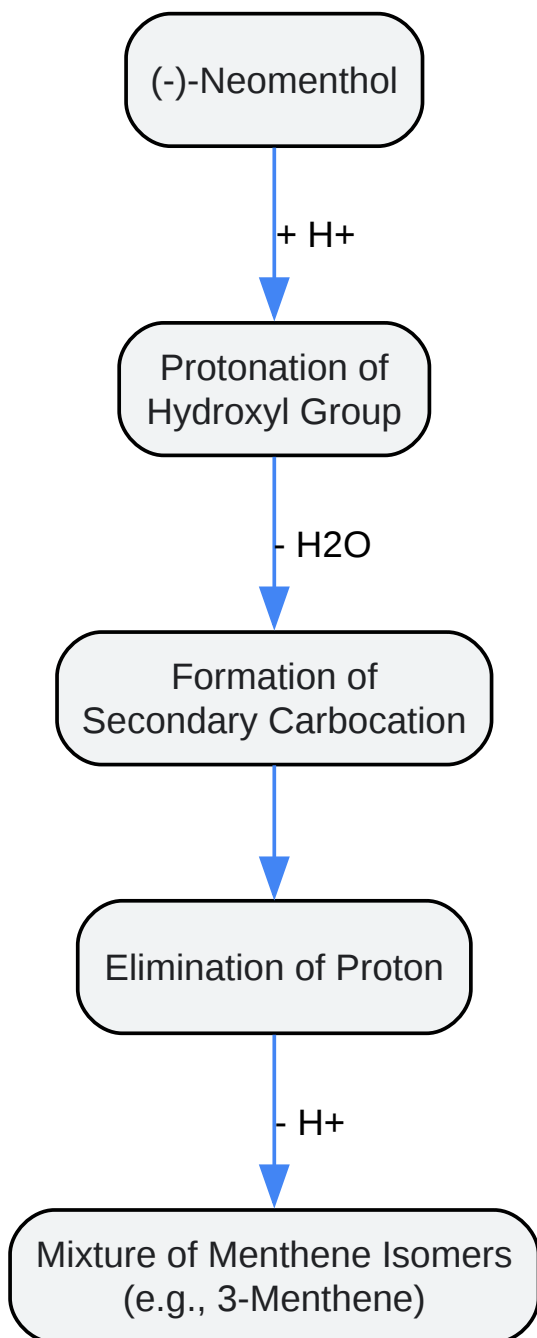 (-)-Neomenthol
+ H+
Protonation of
Hydroxyl Group
- H2O
Formation of
Secondary Carbocation
Elimination of Proton
- H+
Mixture of Menthene Isomers
(e.g., 3-Menthene)